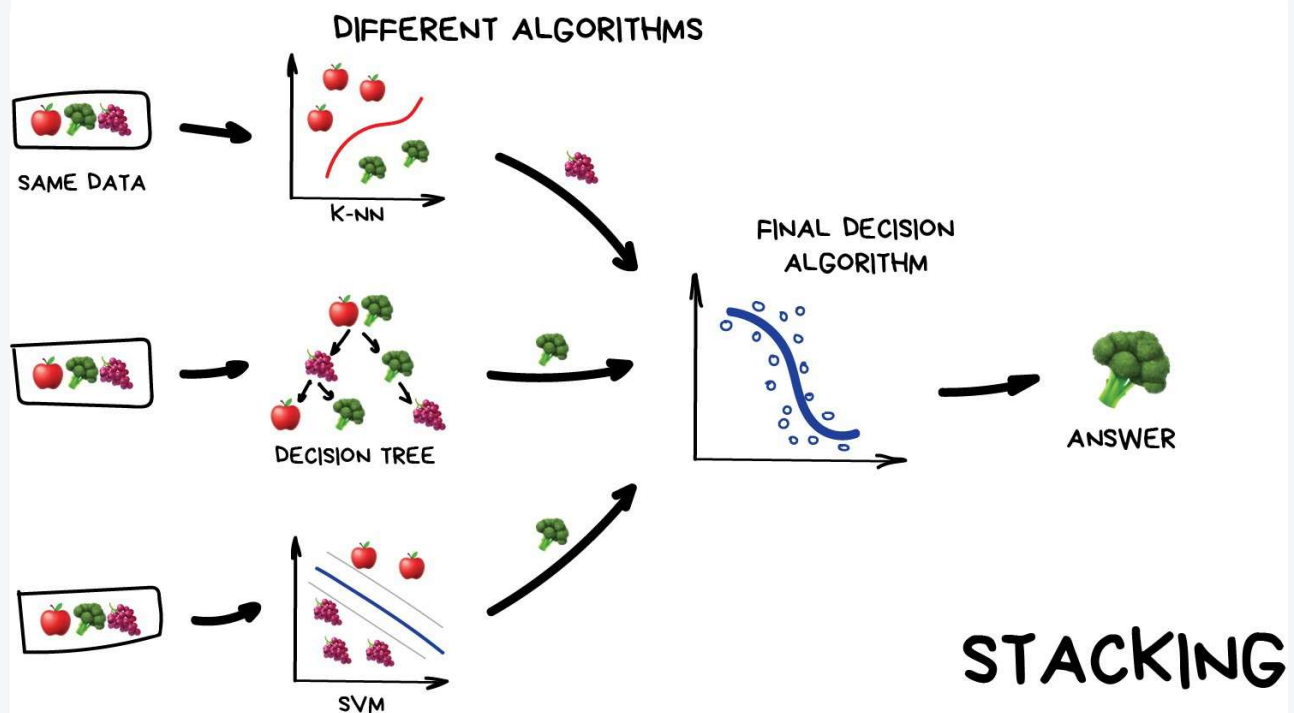 DIFFERENT ALGORITHMS
SAME DATA
K-NN
FINAL DECISION
ALGORITHM
DECISION TREE
ANSWER
SVM
STACKING